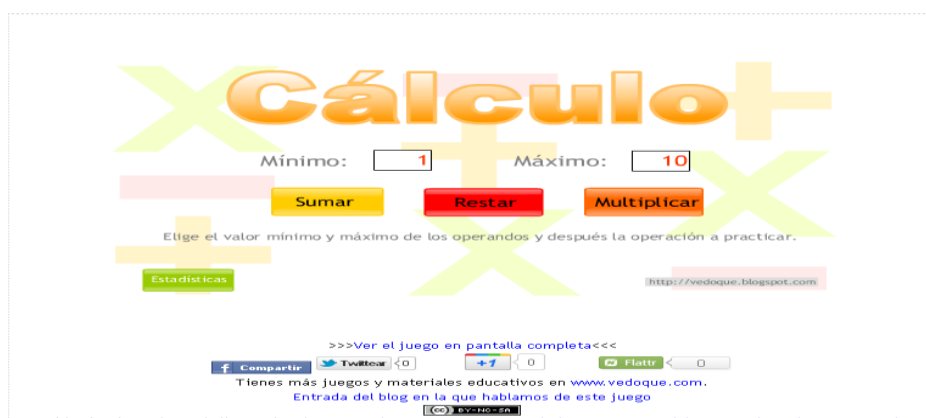 Cálculo
Mínimo: 1 Máximo: 10
Sumar Restar Multiplicar
Elige el valor mínimo y máximo de los operandos y después la operación a practicar.
Estadísticas http://vedoque.blogspot.com
>>>Ver el juego en pantalla completa<<<
Compartir Twittear 0 +1 0 Flattr 0
Tienes más juegos y materiales educativos en www.vedoque.com.
Entrada del blog en la que hablamos de este juego
(cc) BY-NC-SA